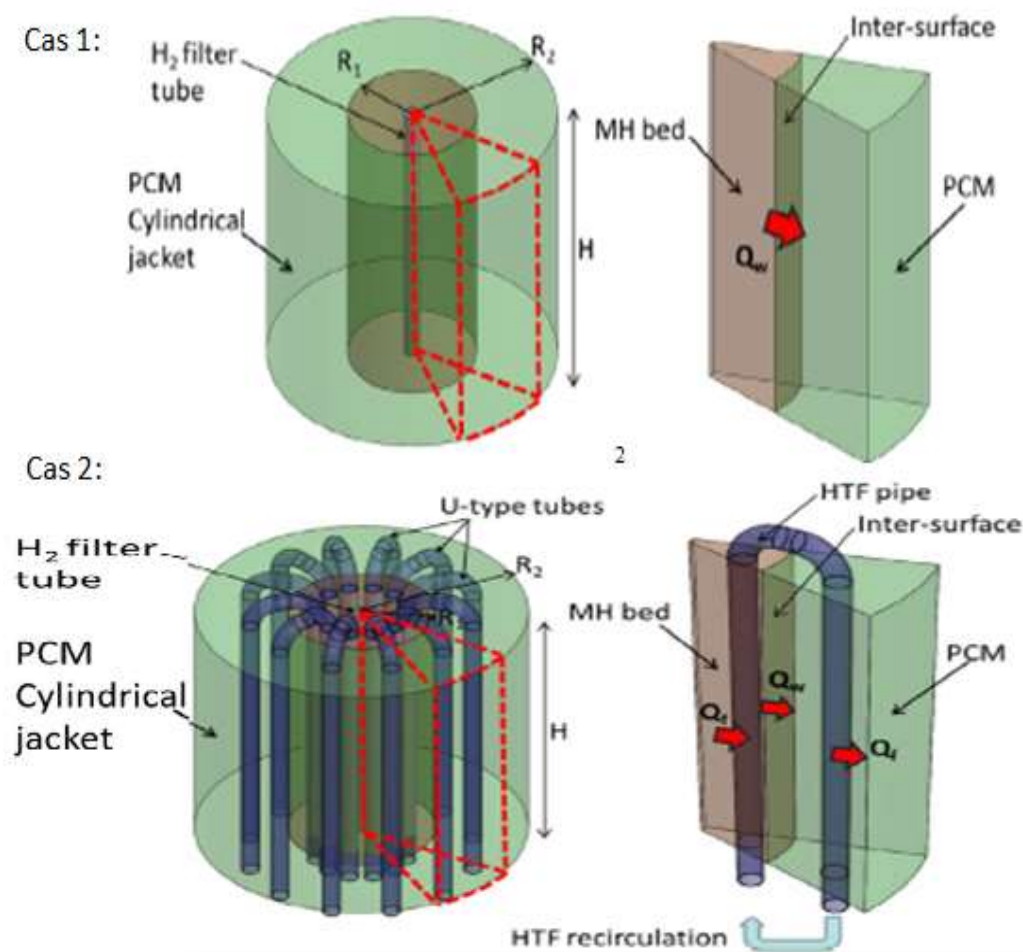 Cas 1:
H₂ filter
tube
R₁
R₂
PCM
Cylindrical
jacket
H
Inter-surface
MH bed
PCM
Qw
Cas 2:
2
U-type tubes
H₂ filter
tube
R₂
PCM
Cylindrical
jacket
H
HTF pipe
Inter-surface
MH bed
PCM
Qw
Qf
Qf
HTF recirculation